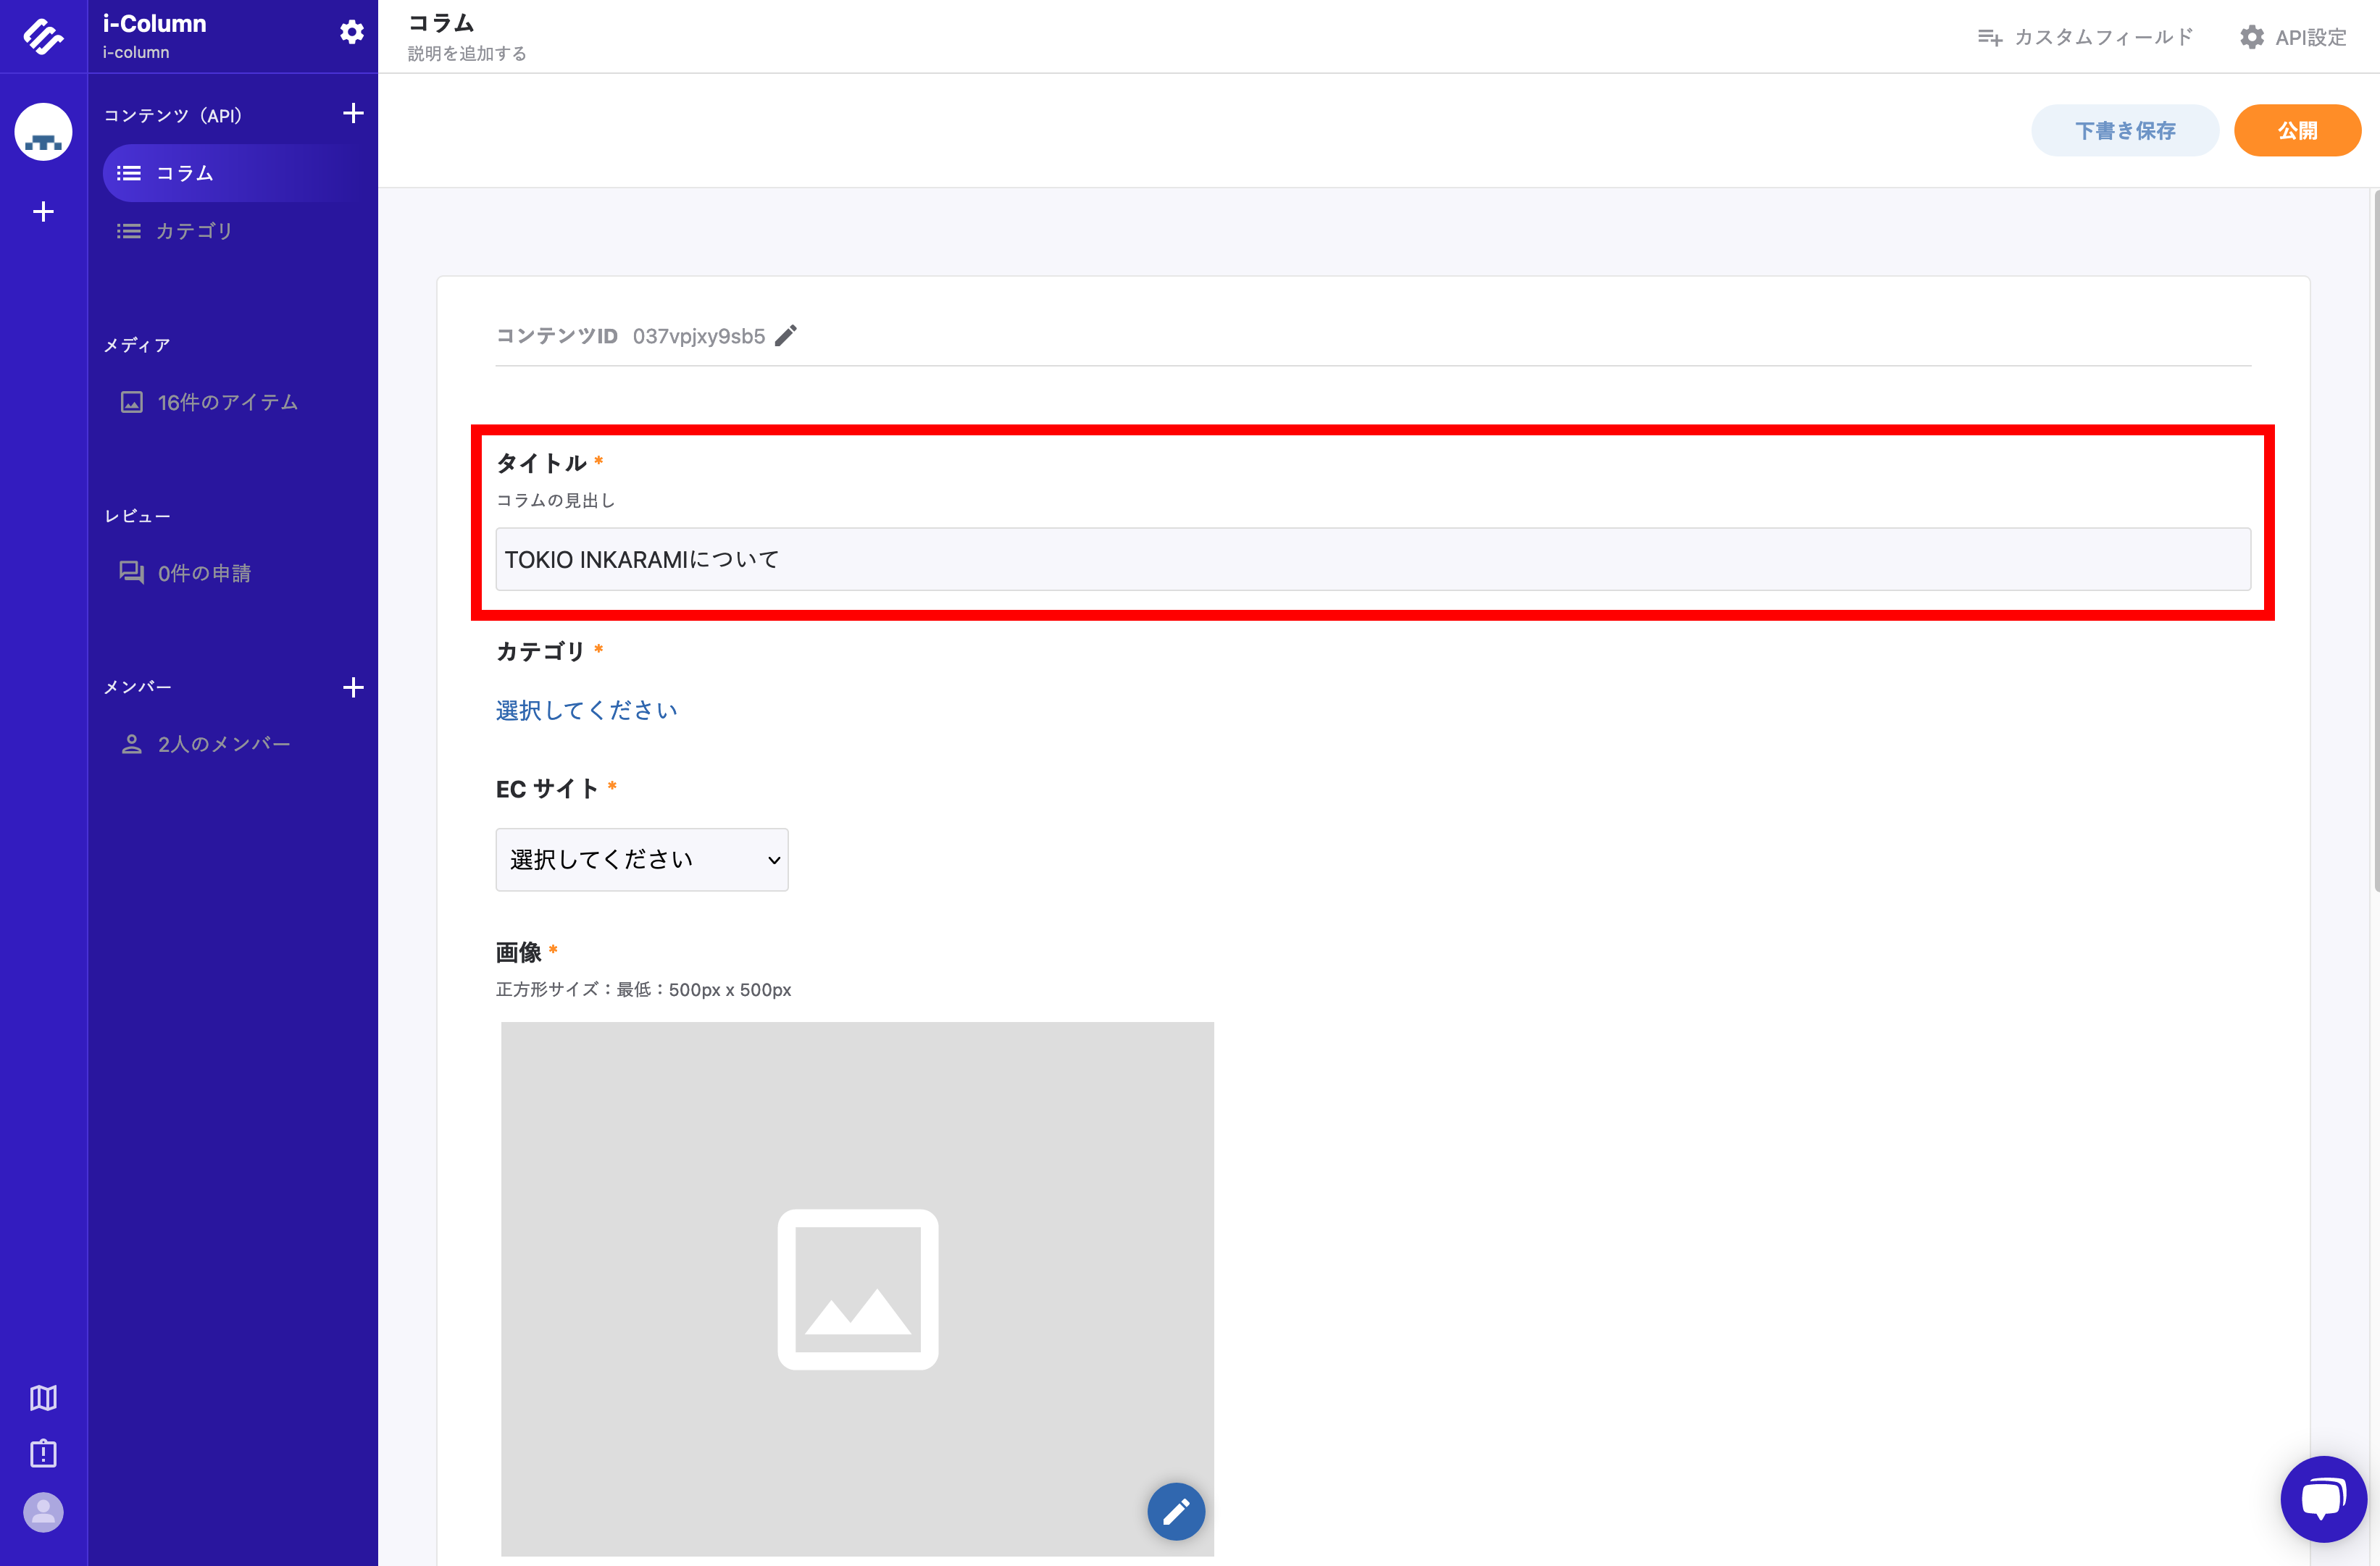 i-Column
i-column
コンテンツ（API）
コラム
カテゴリ
メディア
16件のアイテム
レビュー
0件の申請
メンバー
2人のメンバー
コラム
説明を追加する
カスタムフィールド
API設定
下書き保存
公開
コンテンツID 037vpjxy9sb5
タイトル *
コラムの見出し
TOKIO INKARAMIについて
カテゴリ *
選択してください
EC サイト *
選択してください
画像 *
正方形サイズ：最低：500px x 500px